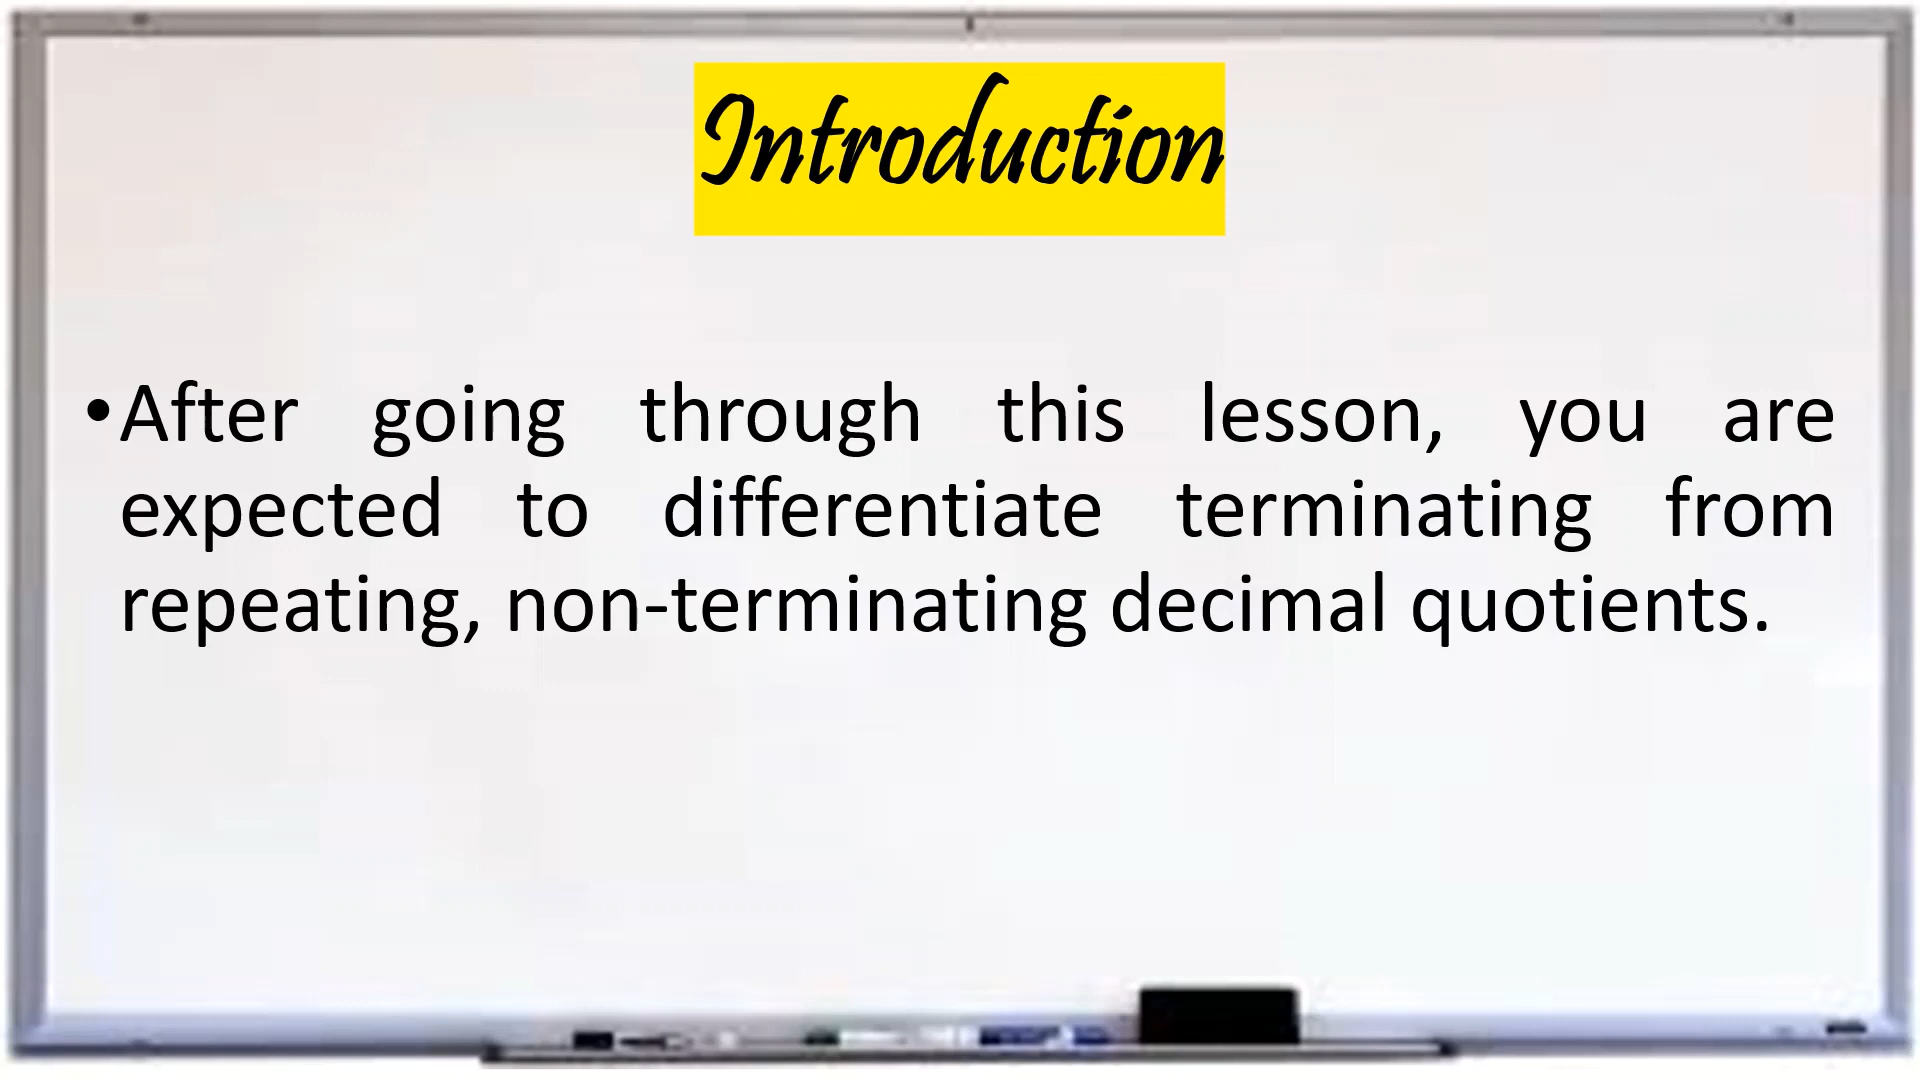 Introduction
•After going through this lesson, you are
expected to differentiate terminating from
repeating, non-terminating decimal quotients.